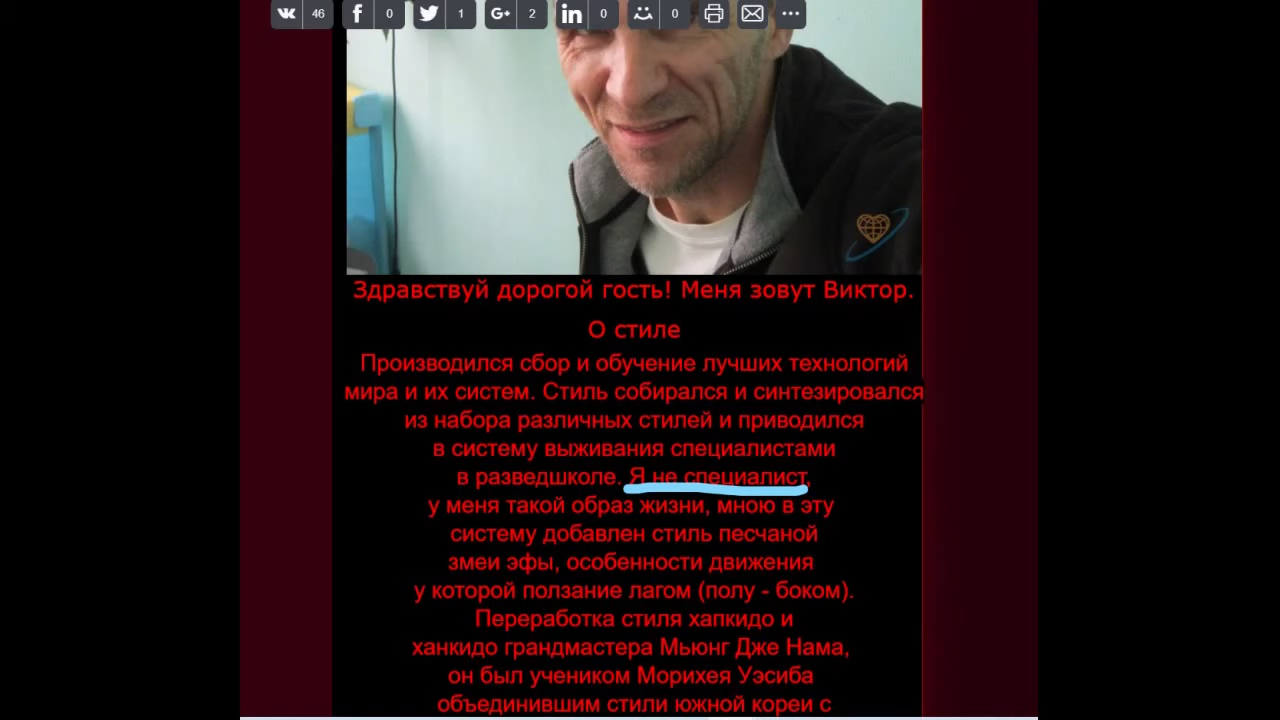 46 0 1 2 0 0
Здравствуй дорогой гость! Меня зовут Виктор.
О стиле
Производился сбор и обучение лучших технологий
мира и их систем. Стиль собирался и синтезировался
из набора различных стилей и приводился
в систему выживания специалистами
в разведшколе. Я не специалист,
у меня такой образ жизни, мною в эту
систему добавлен стиль песчаной
змеи эфы, особенности движения
у которой ползание лагом (полу - боком).
Переработка стиля хапкидо и
ханкидо грандмастера Мьюнг Дже Нама,
он был учеником Морихея Уэсиба
объединившим стили южной кореи с